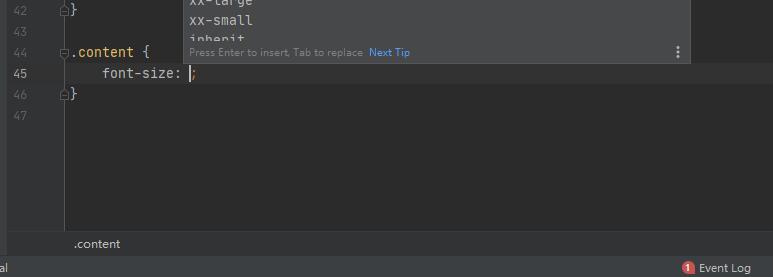 xx-large
xx-small
inherit
Press Enter to insert, Tab to replace Next Tip
42 }
43
44 .content {
45 font-size: ;
46 }
47
.content
al
1 Event Log